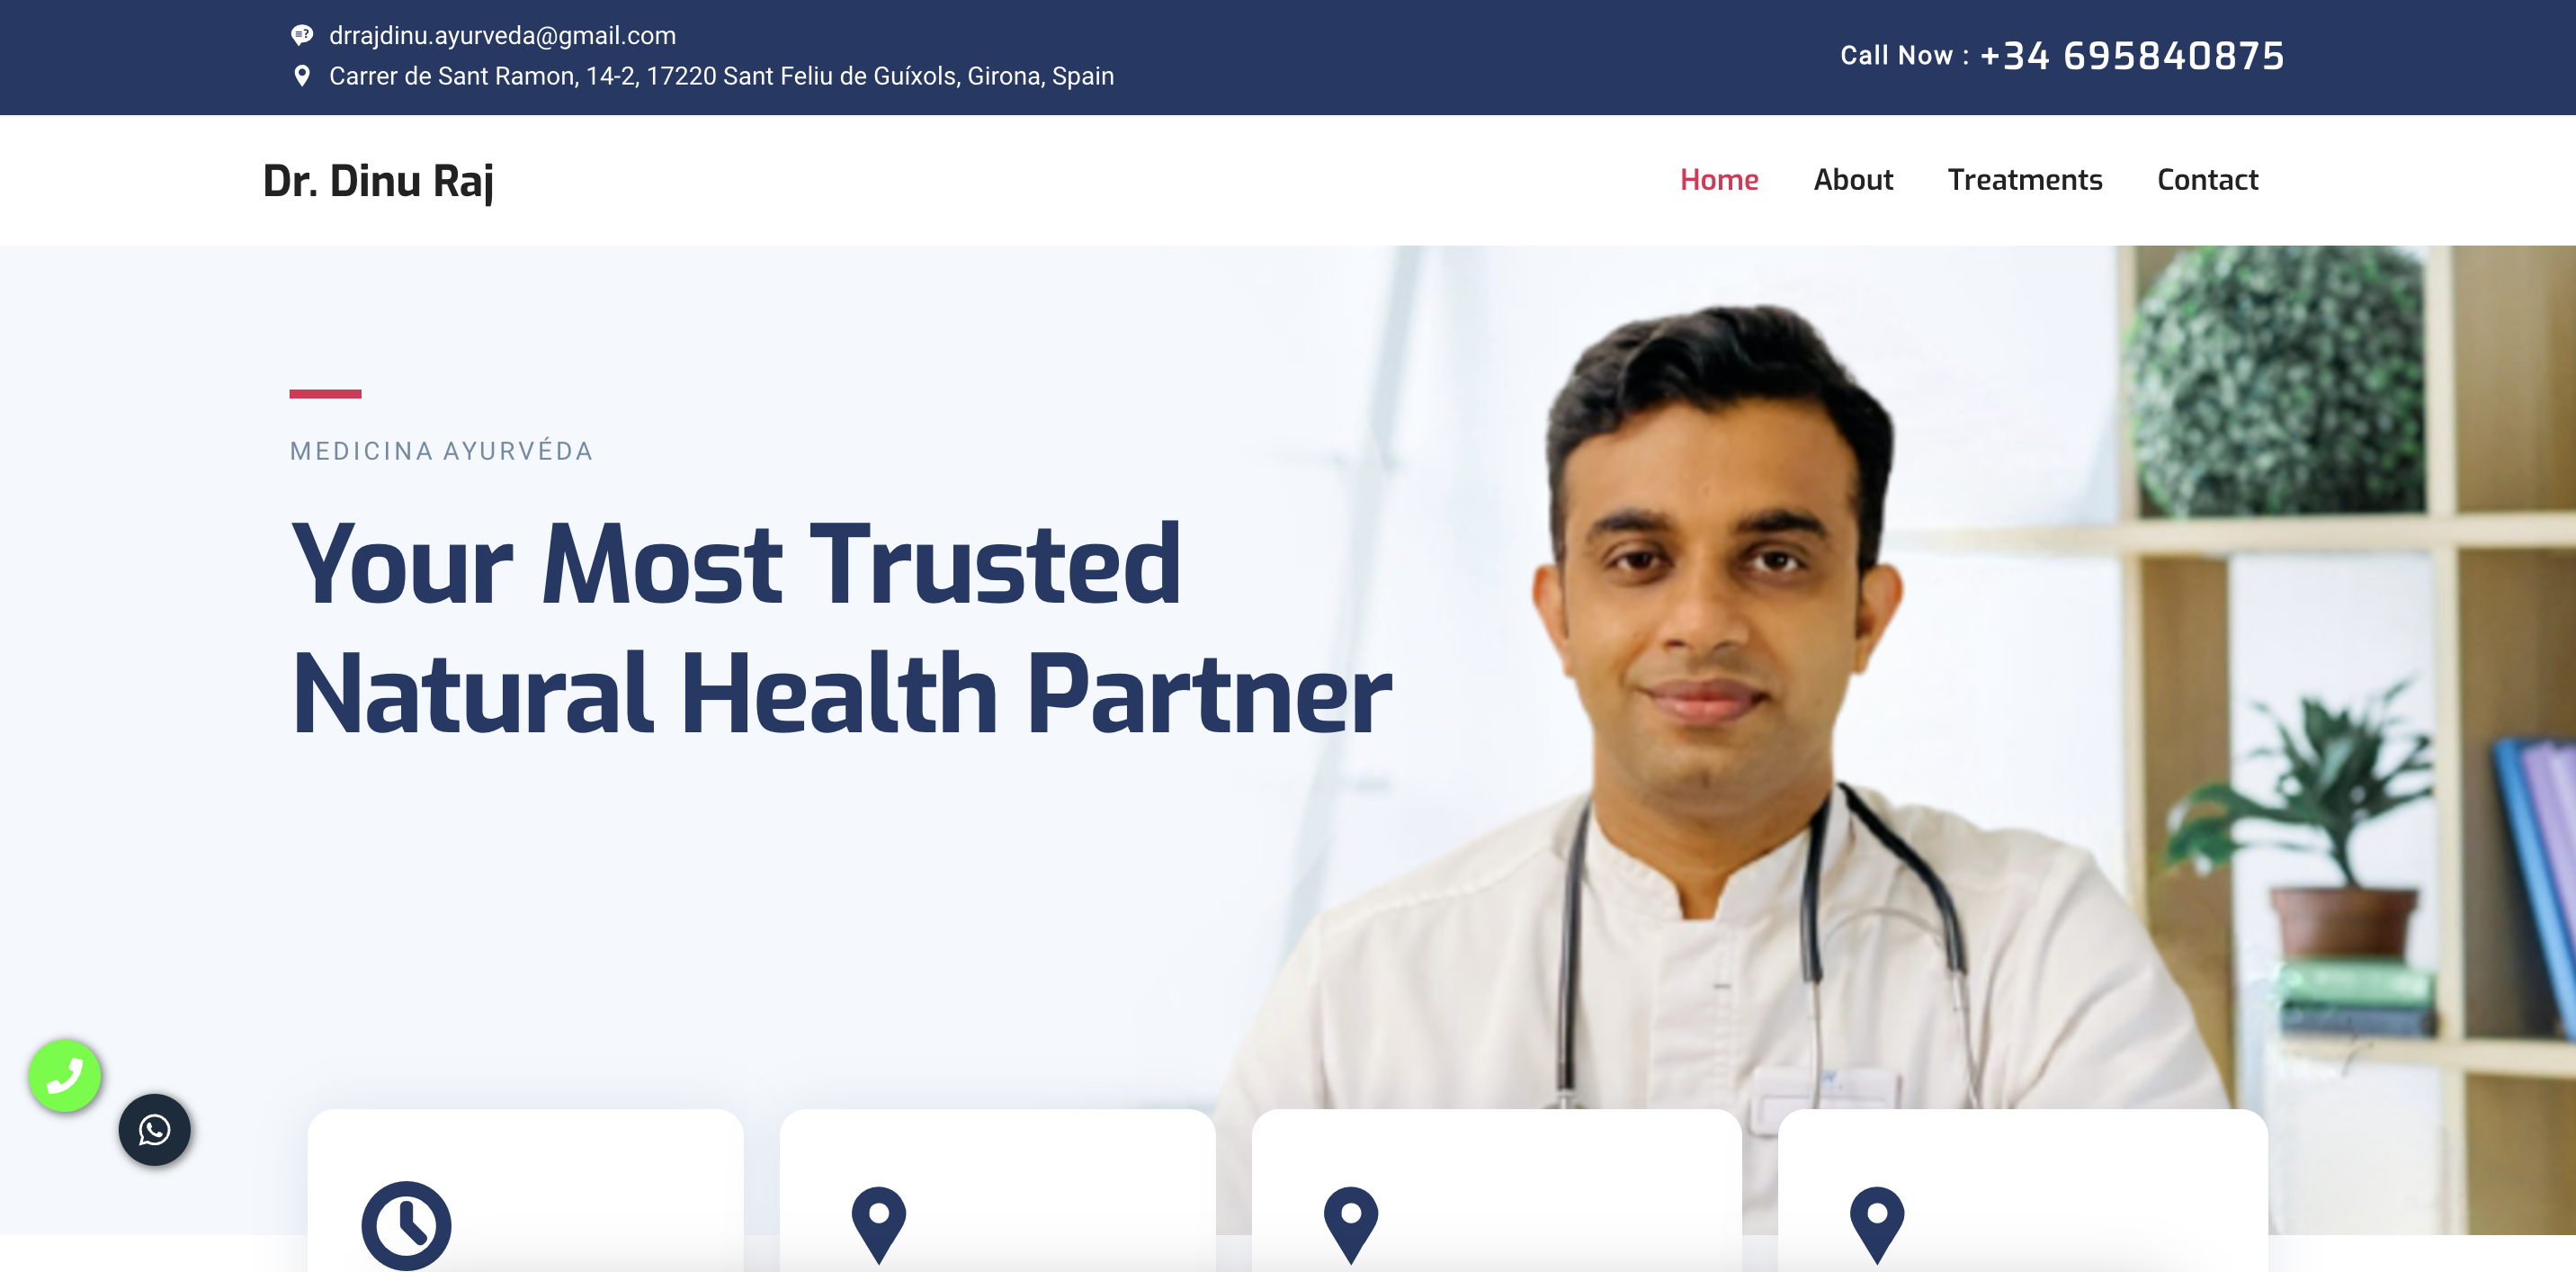 drrajdinu.ayurveda@gmail.com
Carrer de Sant Ramon, 14-2, 17220 Sant Feliu de Guíxols, Girona, Spain
Call Now : +34 695840875
Dr. Dinu Raj
Home About Treatments Contact
MEDICINA AYURVÉDA
Your Most Trusted
Natural Health Partner